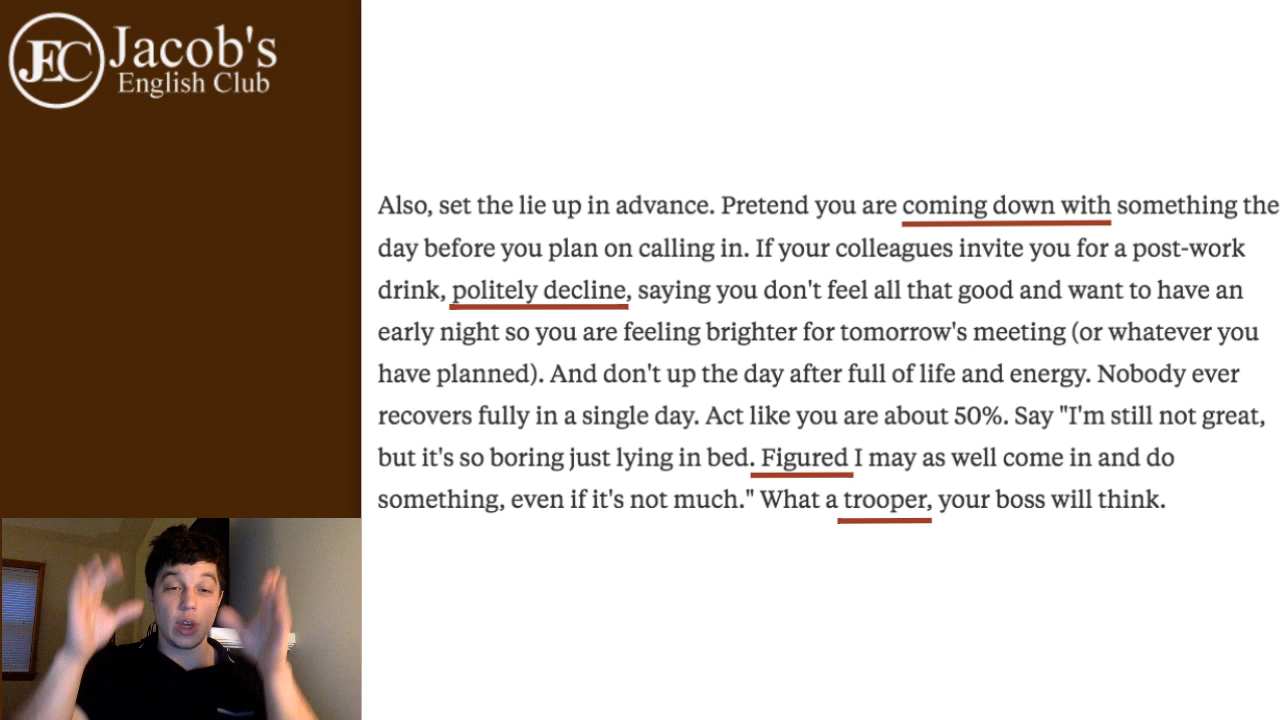 JEC
Jacob's
English Club
Also, set the lie up in advance. Pretend you are coming down with something the
day before you plan on calling in. If your colleagues invite you for a post-work
drink, politely decline, saying you don't feel all that good and want to have an
early night so you are feeling brighter for tomorrow's meeting (or whatever you
have planned). And don't up the day after full of life and energy. Nobody ever
recovers fully in a single day. Act like you are about 50%. Say "I'm still not great,
but it's so boring just lying in bed. Figured I may as well come in and do
something, even if it's not much." What a trooper, your boss will think.